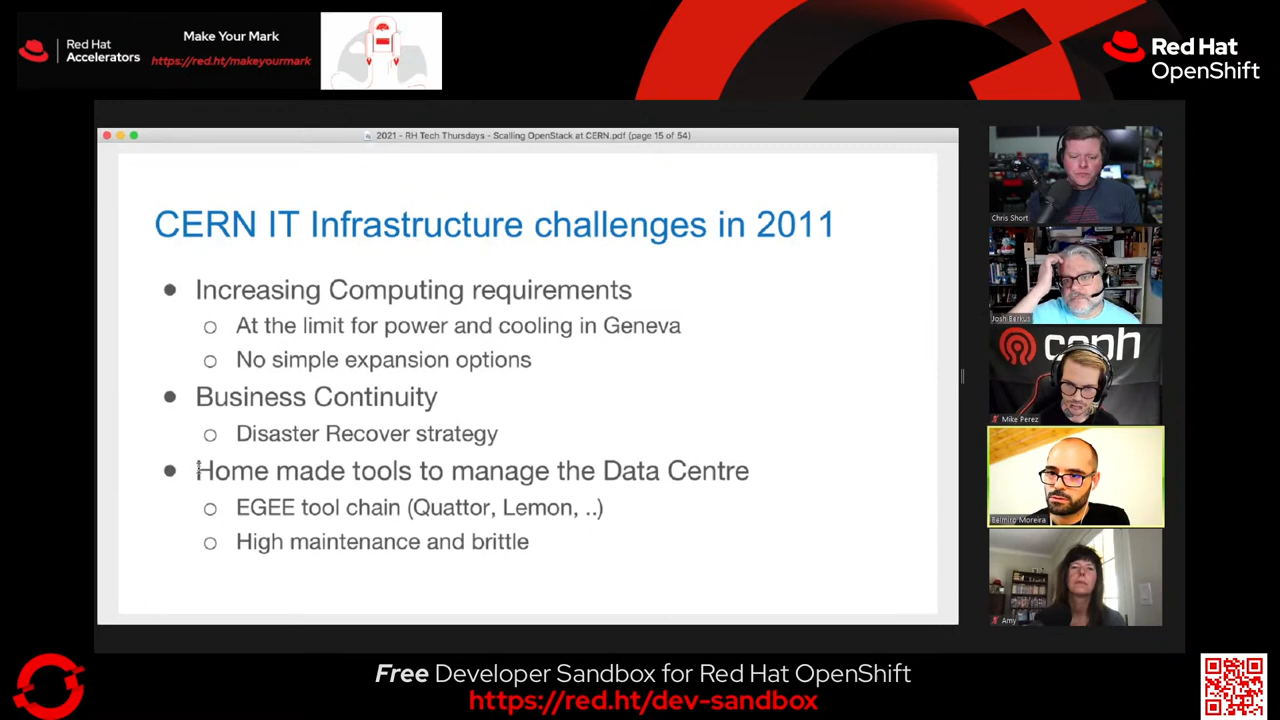 Red Hat
Accelerators
Make Your Mark
https://red.ht/makeyourmark
Red Hat
OpenShift
2021 - RH Tech Thursdays - Scaling OpenStack at CERN.pdf (page 15 of 54)
CERN IT Infrastructure challenges in 2011
Increasing Computing requirements
At the limit for power and cooling in Geneva
No simple expansion options
Business Continuity
Disaster Recover strategy
Home made tools to manage the Data Centre
EGEE tool chain (Quattor, Lemon, ..)
High maintenance and brittle
Chris Short
Josh Berkus
ceph
Mike Perez
Belmiro Moreira
Amy
Free Developer Sandbox for Red Hat OpenShift
https://red.ht/dev-sandbox